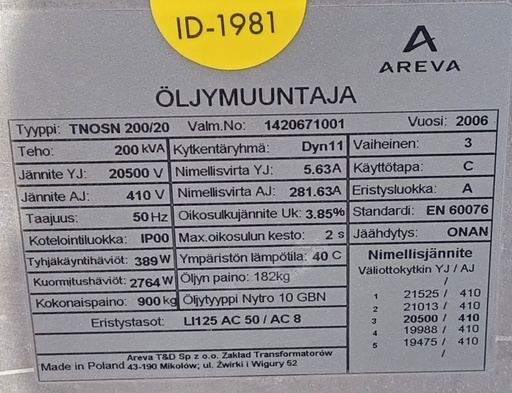 ID-1981
AREVA
ÖLJYMUUNTAJA
Tyyppi: TNOSN 200/20 Valm.No: 1420671001 Vuosi: 2006
Teho: 200 kVA Kytkentäryhmä: Dyn11 Vaiheinen: 3
Jännite YJ: 20500 V Nimellisvirta YJ: 5.63A Käyttötapa: C
Jännite AJ: 410 V Nimellisvirta AJ: 281.63A Eristysluokka: A
Taajuus: 50 Hz Oikosulkujännite Uk: 3.85% Standardi: EN 60076
Kotelointiluokka: IP00 Max.oikosulun kesto: 2 s Jäähdytys: ONAN
Tyhjäkäyntihäviöt: 389 W Ympäristön lämpötila: 40 C Nimellisjännite
Kuormitushäviöt: 2764 W Öljyn paino: 182kg Väliottokytkin YJ / AJ
/
Kokonaispaino: 900 kg Öljytyyppi Nytro 10 GBN 1 21525 / 410
2 21013 / 410
Eristystasot: LI125 AC 50 / AC 8 3 20500 / 410
4 19988 / 410
5 19475 / 410
/
Areva T&D Sp z o.o. Zaklad Transformatorów
Made in Poland 43-190 Mikołów; ul. Żwirki i Wigury 52